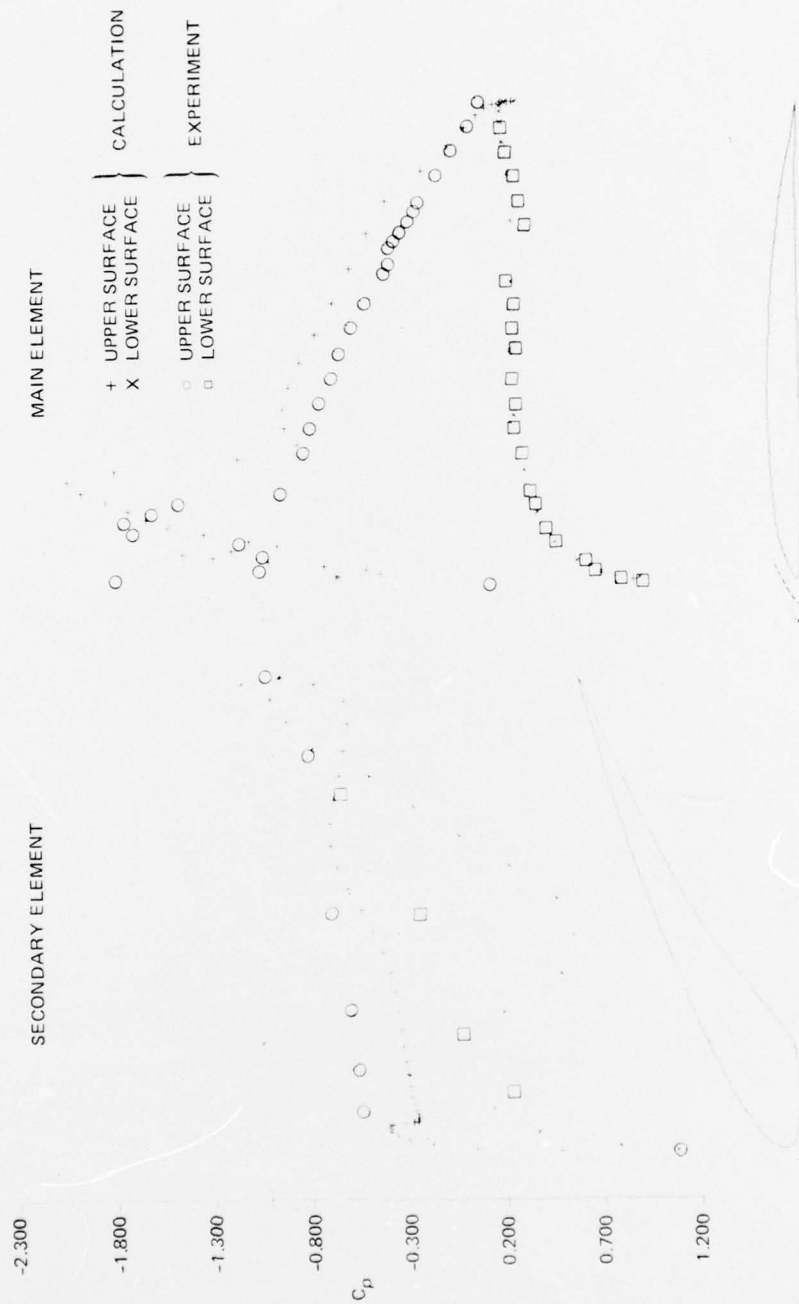 SECONDARY ELEMENT
MAIN ELEMENT
+ UPPER SURFACE
X LOWER SURFACE
} CALCULATION
○ UPPER SURFACE
□ LOWER SURFACE
} EXPERIMENT
-2.300
-1.800
-1.300
-0.800
-0.300
0.200
0.700
1.200
Cp